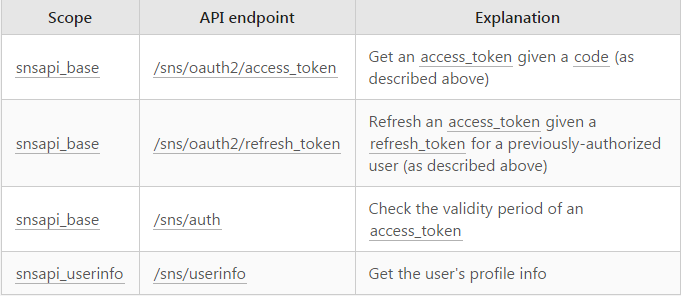 Scope API endpoint Explanation
snsapi_base /sns/oauth2/access_token Get an access_token given a code (as
described above)
snsapi_base /sns/oauth2/refresh_token Refresh an access_token given a
refresh_token for a previously-authorized
user (as described above)
snsapi_base /sns/auth Check the validity period of an
access_token
snsapi_userinfo /sns/userinfo Get the user's profile info